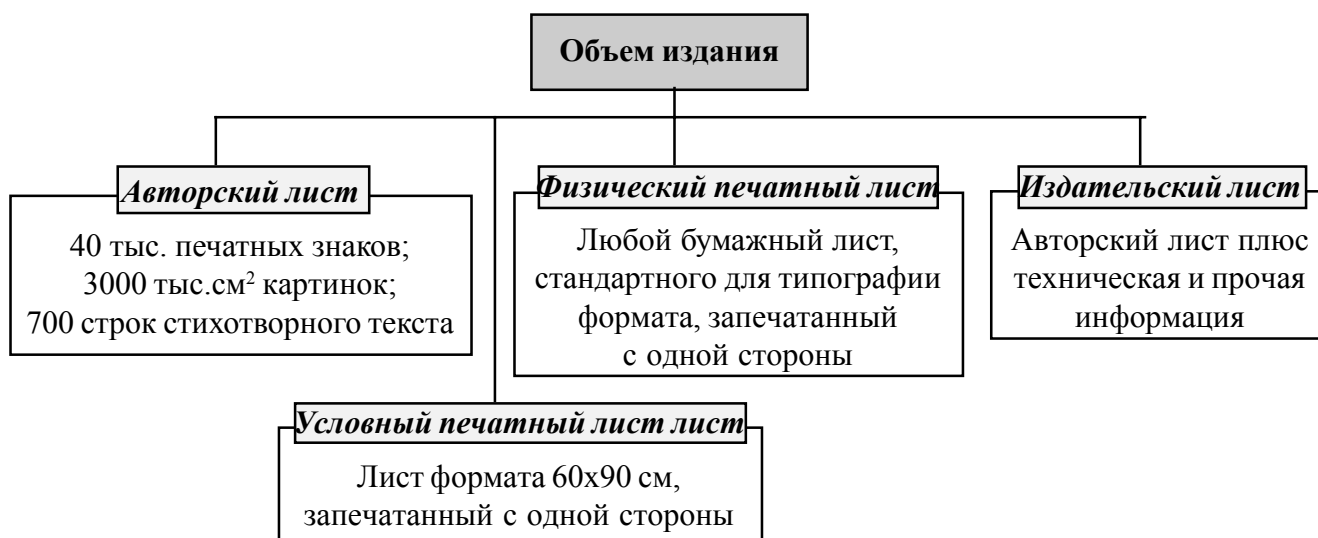 Объем издания
Авторский лист
40 тыс. печатных знаков;
3000 тыс.см² картинок;
700 строк стихотворного текста
Физический печатный лист
Любой бумажный лист,
стандартного для типографии
формата, запечатанный
с одной стороны
Издательский лист
Авторский лист плюс
техническая и прочая
информация
Условный печатный лист лист
Лист формата 60х90 см,
запечатанный с одной стороны